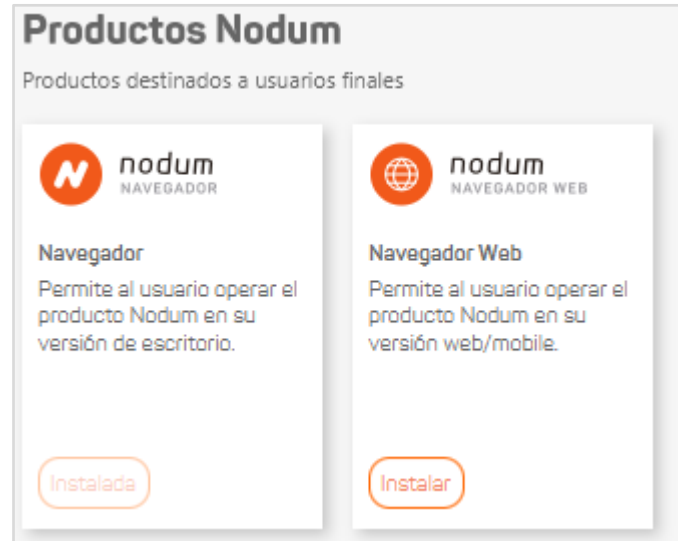 Productos Nodum
Productos destinados a usuarios finales
nodum
NAVEGADOR
Navegador
Permite al usuario operar el
producto Nodum en su
versión de escritorio.
Instalada
nodum
NAVEGADOR WEB
Navegador Web
Permite al usuario operar el
producto Nodum en su
versión web/mobile.
Instalar